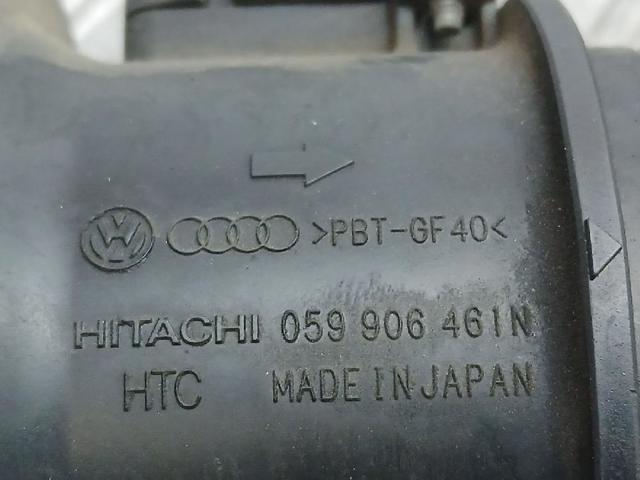 >PBT-GF40<
HITACHI 059 906 461N
HTC MADE IN JAPAN